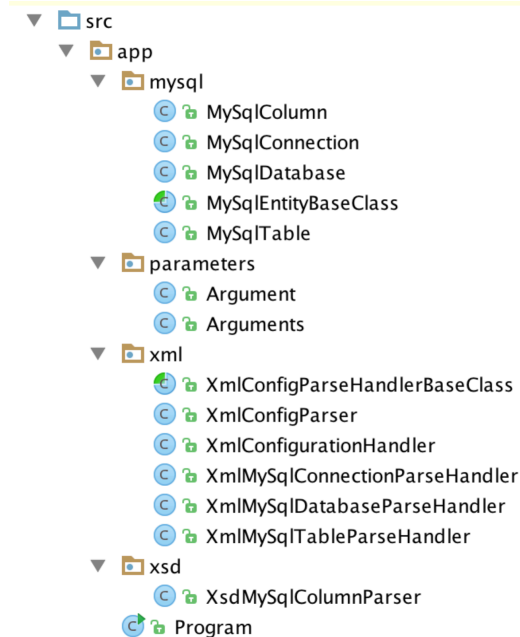 src
app
mysql
MySqlColumn
MySqlConnection
MySqlDatabase
MySqlEntityBaseClass
MySqlTable
parameters
Argument
Arguments
xml
XmlConfigParseHandlerBaseClass
XmlConfigParser
XmlConfigurationHandler
XmlMySqlConnectionParseHandler
XmlMySqlDatabaseParseHandler
XmlMySqlTableParseHandler
xsd
XsdMySqlColumnParser
Program